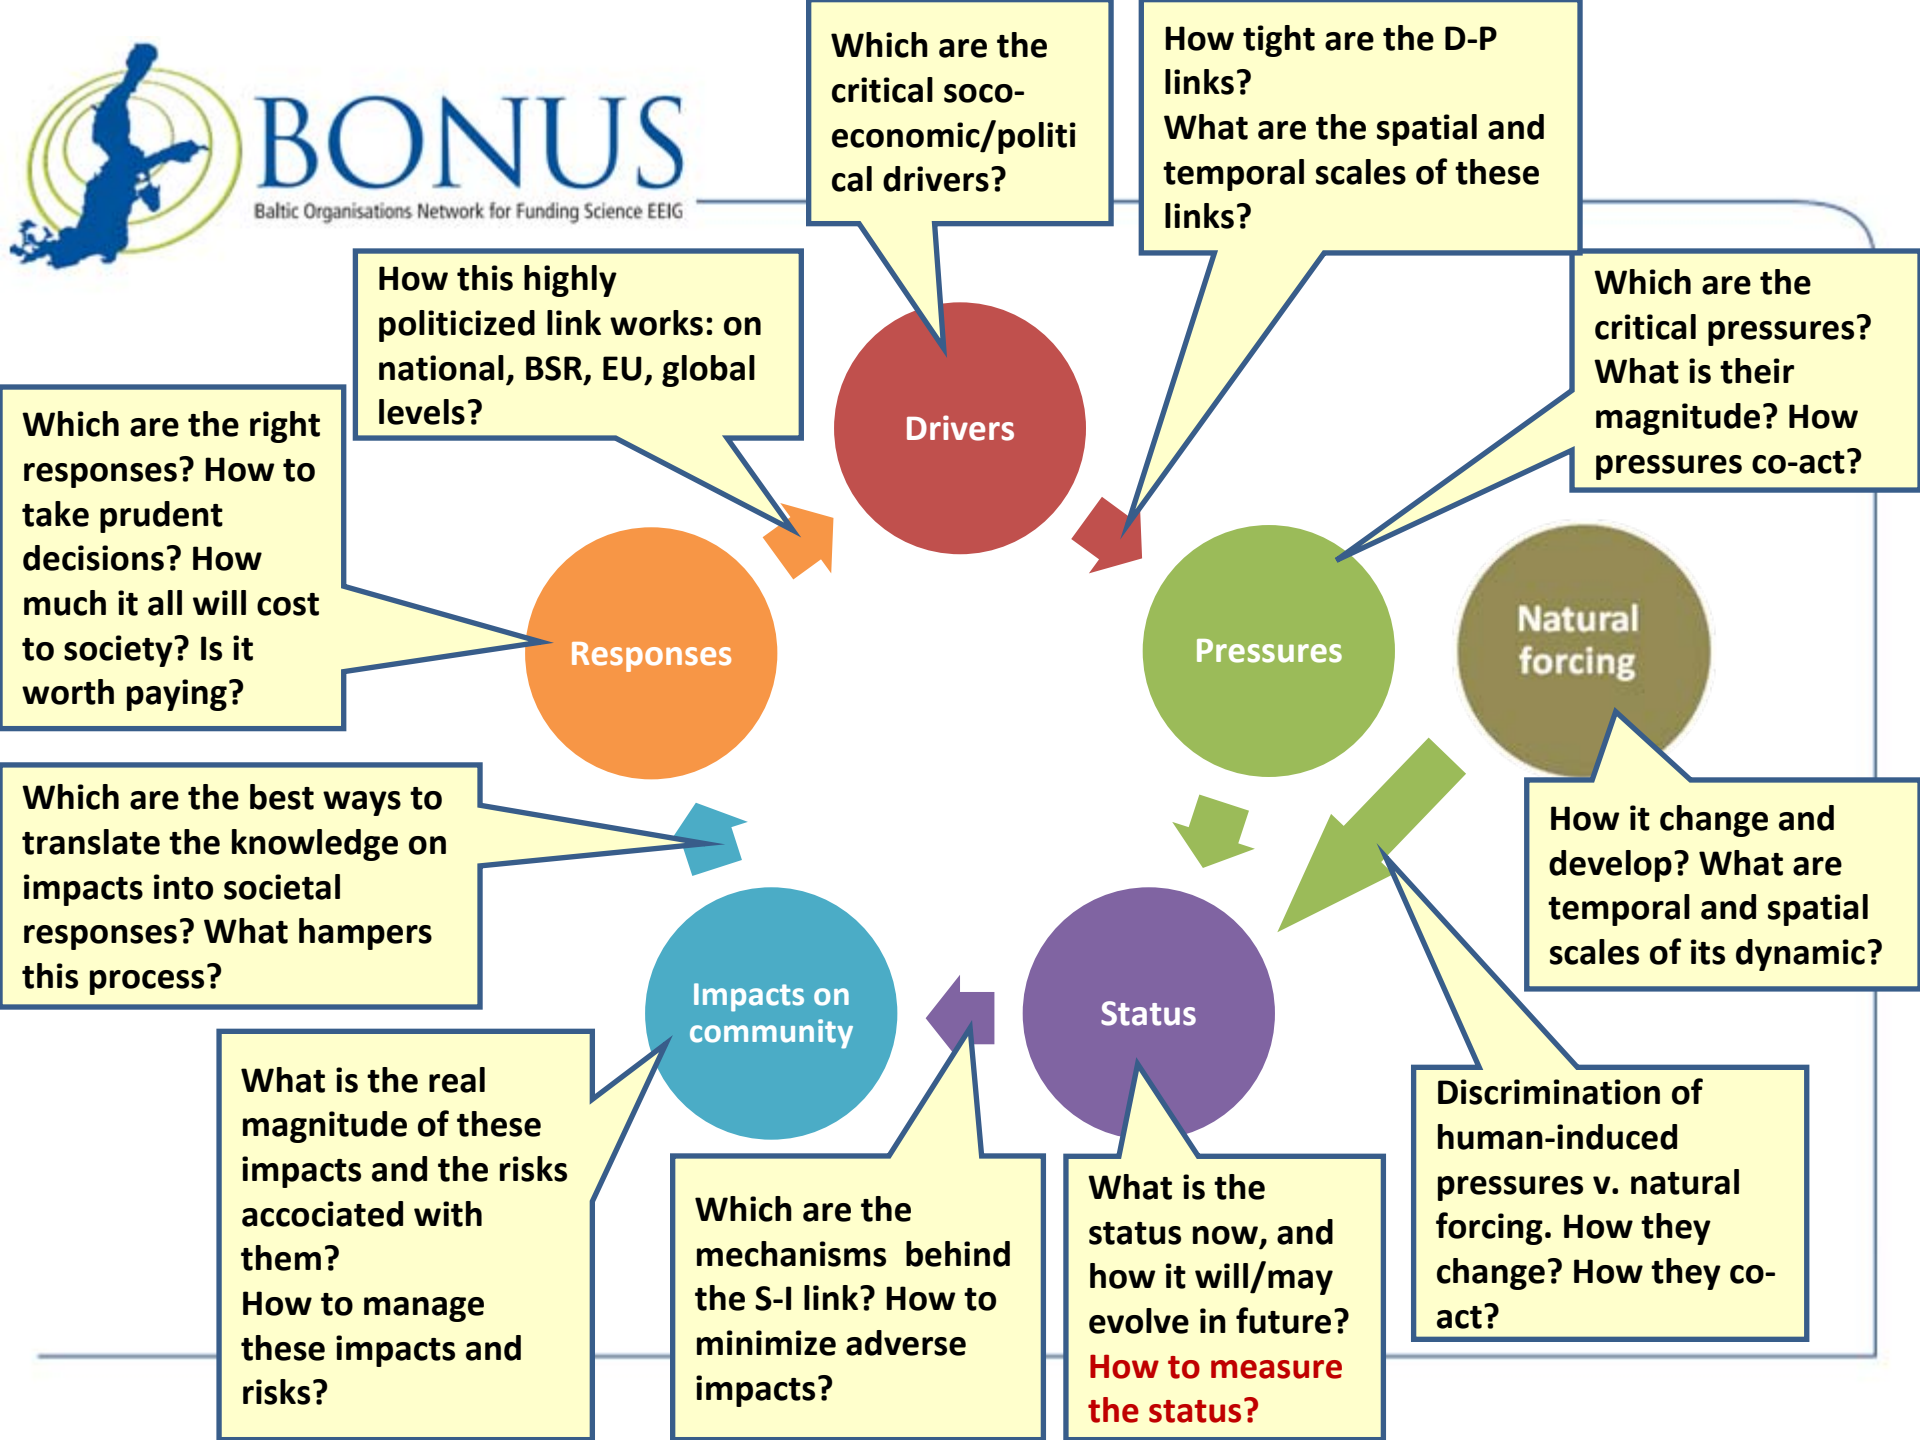 BONUS
Baltic Organisations Network for Funding Science EEIG
Which are the
critical soco-
economic/politi
cal drivers?
How tight are the D-P
links?
What are the spatial and
temporal scales of these
links?
How this highly
politicized link works: on
national, BSR, EU, global
levels?
Which are the
critical pressures?
What is their
magnitude? How
pressures co-act?
Which are the right
responses? How to
take prudent
decisions? How
much it all will cost
to society? Is it
worth paying?
Drivers
Responses
Pressures
Natural
forcing
Which are the best ways to
translate the knowledge on
impacts into societal
responses? What hampers
this process?
How it change and
develop? What are
temporal and spatial
scales of its dynamic?
Impacts on
community
Status
What is the real
magnitude of these
impacts and the risks
accociated with
them?
How to manage
these impacts and
risks?
Which are the
mechanisms  behind
the S-I link? How to
minimize adverse
impacts?
What is the
status now, and
how it will/may
evolve in future?
How to measure
the status?
Discrimination of
human-induced
pressures v. natural
forcing. How they
change? How they co-
act?